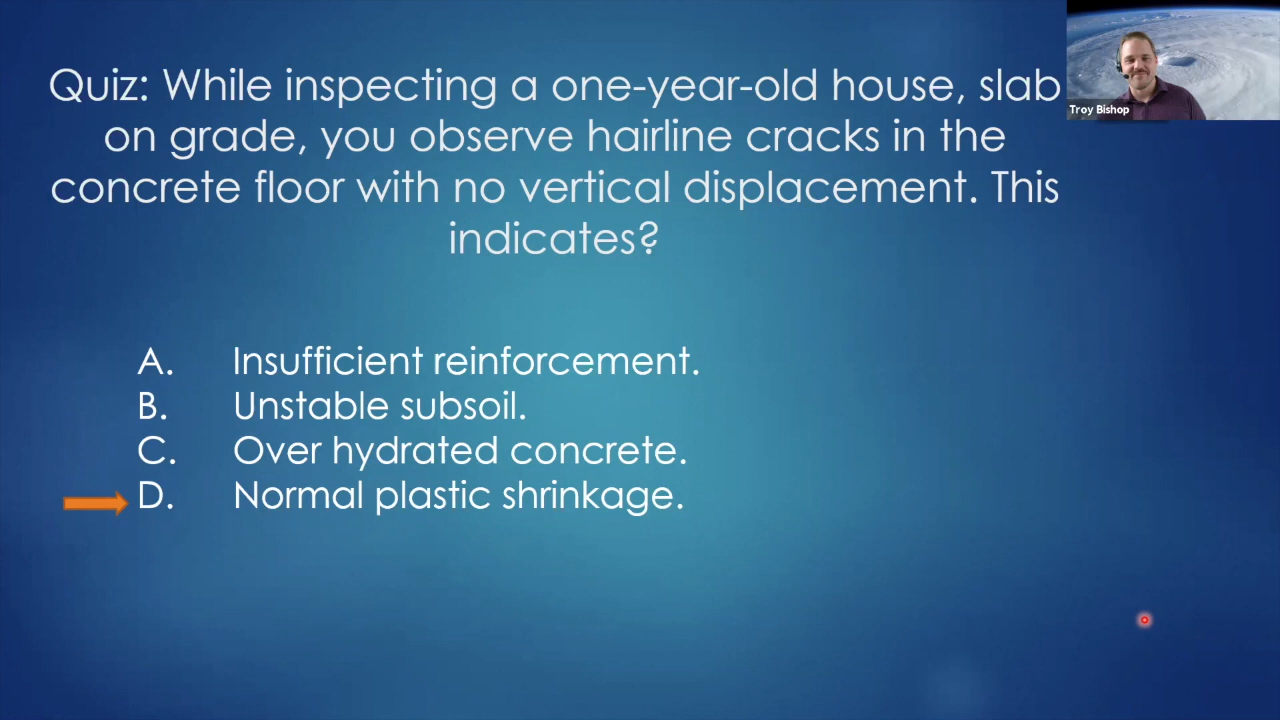 Quiz: While inspecting a one-year-old house, slab
on grade, you observe hairline cracks in the
concrete floor with no vertical displacement. This
indicates?
Troy Bishop
A. Insufficient reinforcement.
B. Unstable subsoil.
C. Over hydrated concrete.
D. Normal plastic shrinkage.